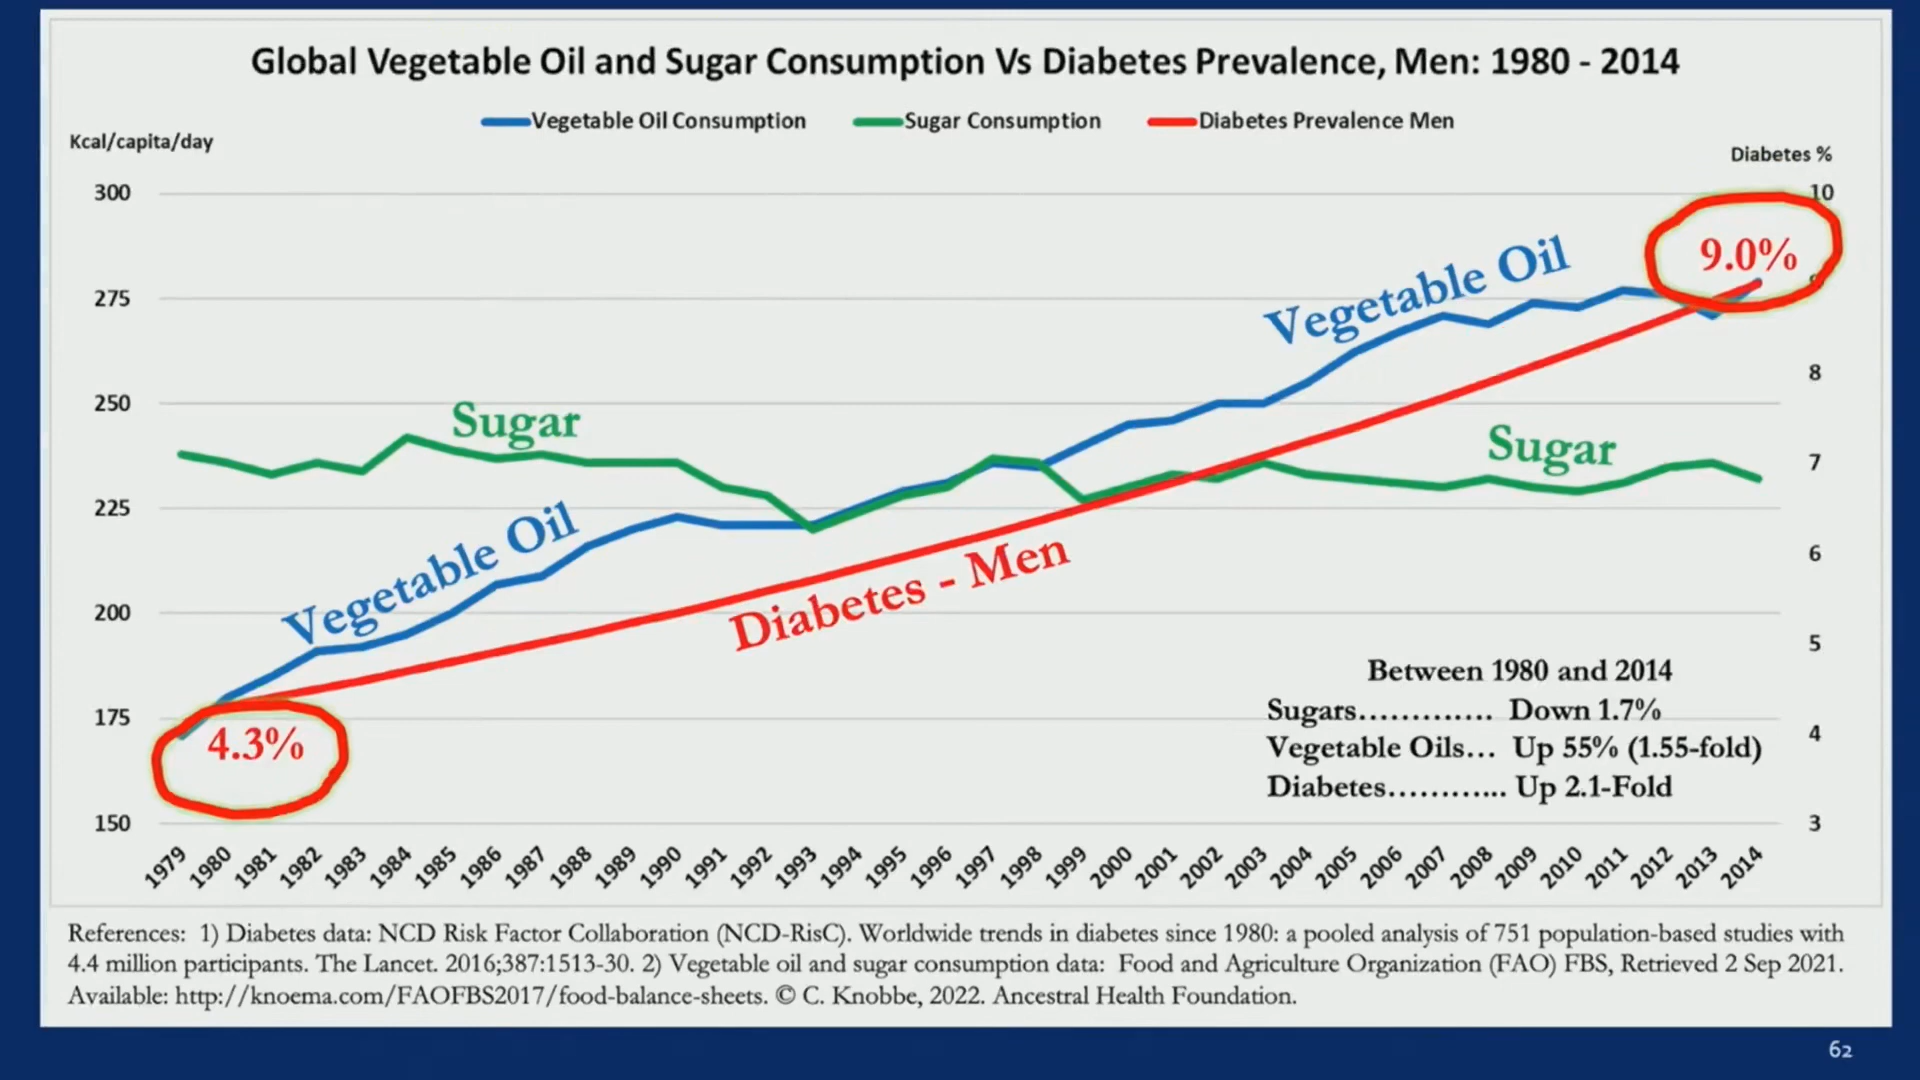 Global Vegetable Oil and Sugar Consumption Vs Diabetes Prevalence, Men: 1980 - 2014
Vegetable Oil Consumption
Sugar Consumption
Diabetes Prevalence Men
Kcal/capita/day
Diabetes %
300
275
250
225
200
175
150
10
9
8
7
6
5
4
3
9.0%
Vegetable Oil
Sugar
Sugar
Vegetable Oil
Diabetes - Men
4.3%
Between 1980 and 2014
Sugars............. Down 1.7%
Vegetable Oils... Up 55% (1.55-fold)
Diabetes........... Up 2.1-Fold
1979 1980 1981 1982 1983 1984 1985 1986 1987 1988 1989 1990 1991 1992 1993 1994 1995 1996 1997 1998 1999 2000 2001 2002 2003 2004 2005 2006 2007 2008 2009 2010 2011 2012 2013 2014
References: 1) Diabetes data: NCD Risk Factor Collaboration (NCD-RisC). Worldwide trends in diabetes since 1980: a pooled analysis of 751 population-based studies with
4.4 million participants. The Lancet. 2016;387:1513-30. 2) Vegetable oil and sugar consumption data: Food and Agriculture Organization (FAO) FBS, Retrieved 2 Sep 2021.
Available: http://knoema.com/FAOFBS2017/food-balance-sheets. © C. Knobbe, 2022. Ancestral Health Foundation.
62